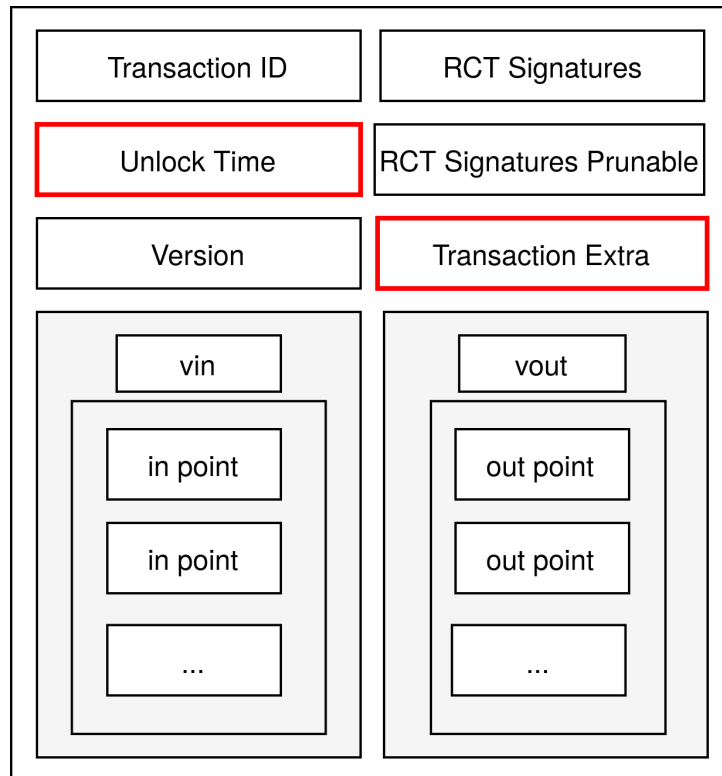 Transaction ID
RCT Signatures
Unlock Time
RCT Signatures Prunable
Version
Transaction Extra
vin
in point
in point
...
vout
out point
out point
...